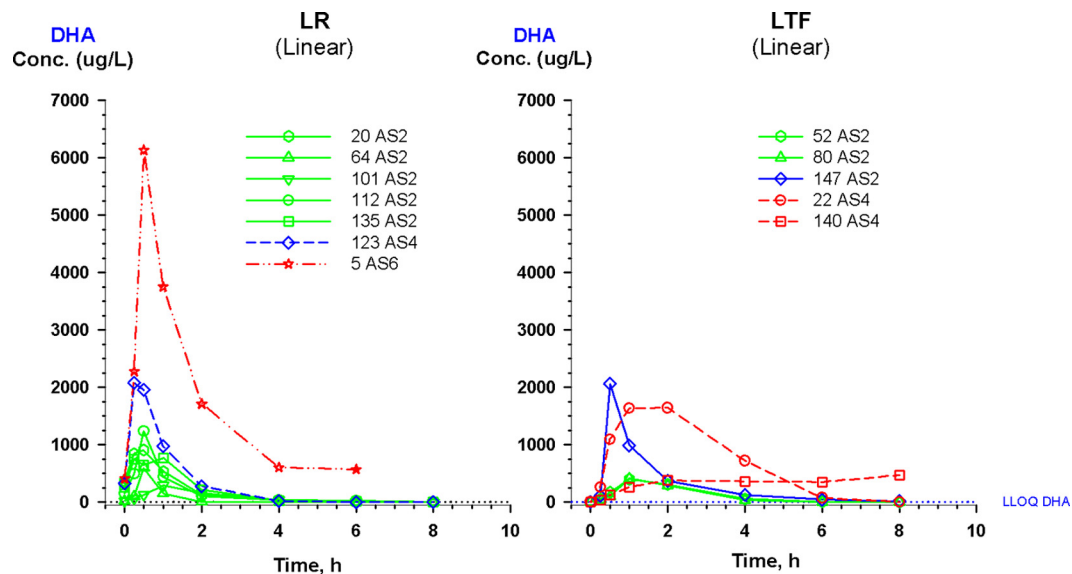 DHA
Conc. (ug/L)
LR
(Linear)
7000
6000
5000
4000
3000
2000
1000
0
20 AS2
64 AS2
101 AS2
112 AS2
135 AS2
123 AS4
5 AS6
0
2
4
6
8
10
Time, h
DHA
Conc. (ug/L)
LTF
(Linear)
7000
6000
5000
4000
3000
2000
1000
0
52 AS2
80 AS2
147 AS2
22 AS4
140 AS4
LLOQ DHA
0
2
4
6
8
10
Time, h